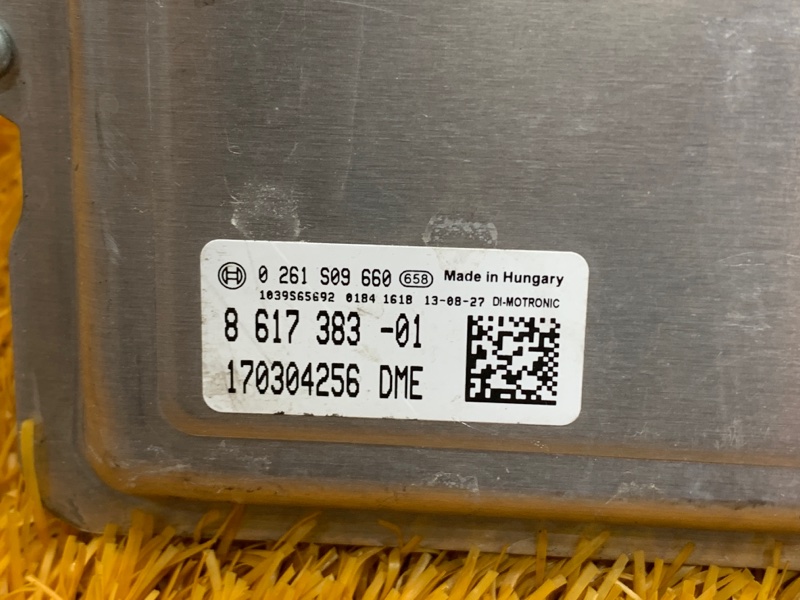 0 261 S09 660 658 Made in Hungary
1039S65692 0184 1618 13-08-27 DI-MOTRONIC
8 617 383 -01
170304256 DME